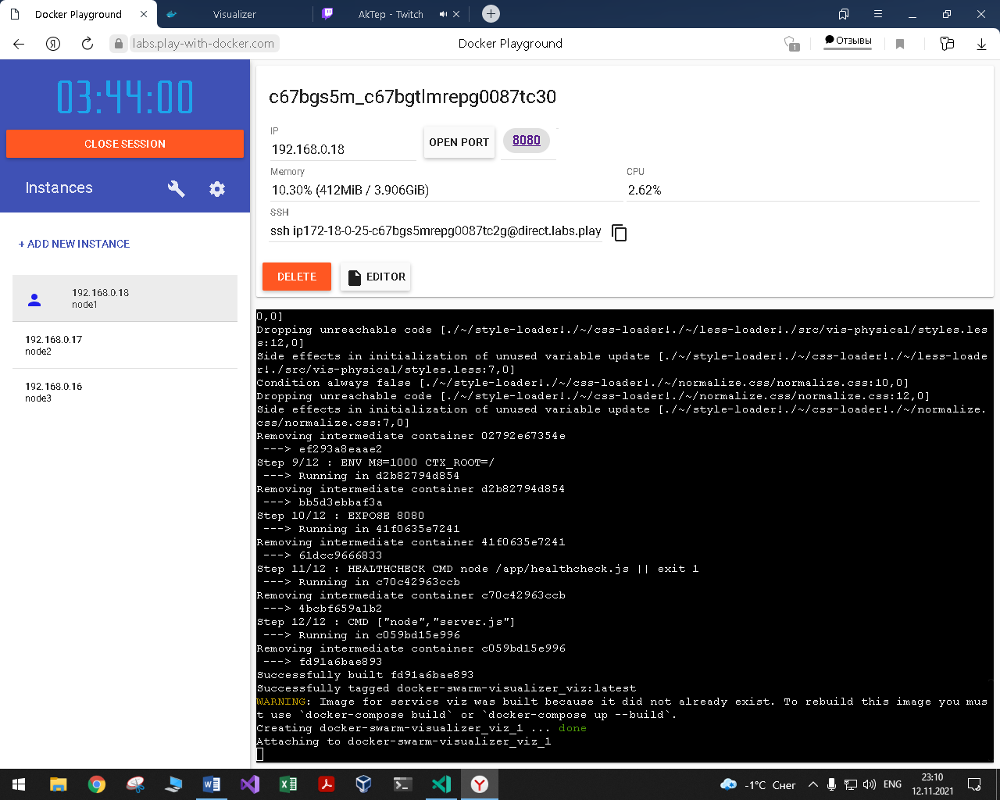 Docker Playground
Visualizer
AkTep - Twitch
labs.play-with-docker.com
Docker Playground
1
Отзывы
03:44:00
CLOSE SESSION
Instances
+ ADD NEW INSTANCE
192.168.0.18
node1
192.168.0.17
node2
192.168.0.16
node3
c67bgs5m_c67bgtlmrepg0087tc30
IP
192.168.0.18
OPEN PORT
8080
Memory
10.30% (412MiB / 3.906GiB)
CPU
2.62%
SSH
ssh ip172-18-0-25-c67bgs5mrepg0087tc2g@direct.labs.play
DELETE
EDITOR
0,0]
Dropping unreachable code [./~/style-loader!./~/css-loader!./~/less-loader!./src/vis-physical/styles.les
s:12,0]
Side effects in initialization of unused variable update [./~/style-loader!./~/css-loader!./~/less-loade
r!./src/vis-physical/styles.less:7,0]
Condition always false [./~/style-loader!./~/css-loader!./~/normalize.css/normalize.css:10,0]
Dropping unreachable code [./~/style-loader!./~/css-loader!./~/normalize.css/normalize.css:12,0]
Side effects in initialization of unused variable update [./~/style-loader!./~/css-loader!./~/normalize.
css/normalize.css:7,0]
Removing intermediate container 02792e67354e
 ---> ef293a8eaae2
Step 9/12 : ENV MS=1000 CTX_ROOT=/
 ---> Running in d2b82794d854
Removing intermediate container d2b82794d854
 ---> bb5d3ebbaf3a
Step 10/12 : EXPOSE 8080
 ---> Running in 41f0635e7241
Removing intermediate container 41f0635e7241
 ---> 61dcc9666833
Step 11/12 : HEALTHCHECK CMD node /app/healthcheck.js || exit 1
 ---> Running in c70c42963ccb
Removing intermediate container c70c42963ccb
 ---> 4bcbf659a1b2
Step 12/12 : CMD ["node","server.js"]
 ---> Running in c059bd15e996
Removing intermediate container c059bd15e996
 ---> fd91a6bae893
Successfully built fd91a6bae893
Successfully tagged docker-swarm-visualizer_viz:latest
WARNING: Image for service viz was built because it did not already exist. To rebuild this image you mus
t use `docker-compose build` or `docker-compose up --build`.
Creating docker-swarm-visualizer_viz_1 ... done
Attaching to docker-swarm-visualizer_viz_1
-1°C Снег
ENG
23:10
12.11.2021